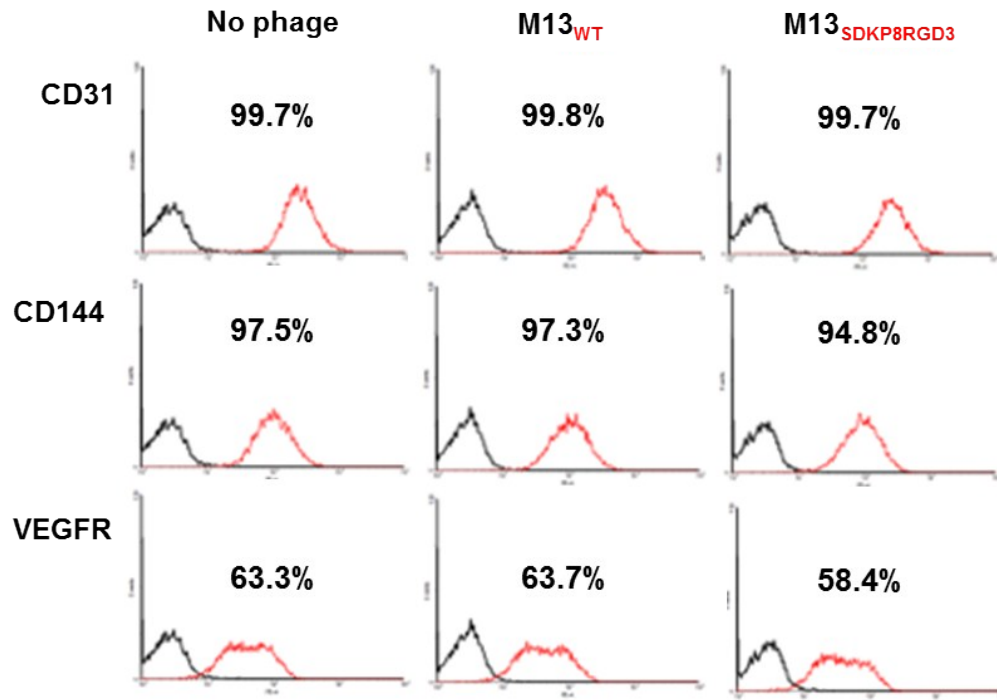 No phage M13WT M13SDKP8RGD3
CD31 99.7% 99.8% 99.7%
CD144 97.5% 97.3% 94.8%
VEGFR 63.3% 63.7% 58.4%